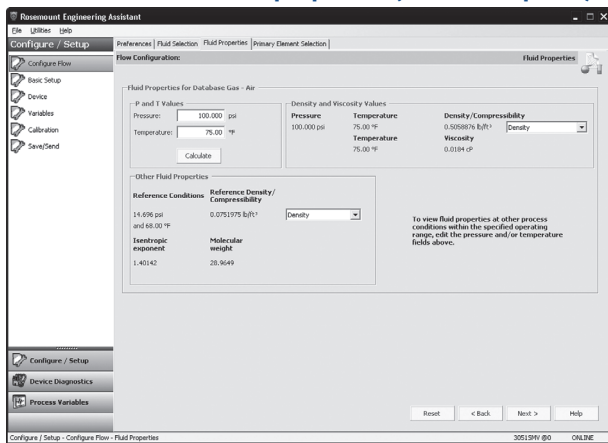 Rosemount Engineering Assistant
File Utilities Help
Configure / Setup
Preferences Fluid Selection Fluid Properties Primary Element Selection
Flow Configuration: Fluid Properties
Configure Flow
Basic Setup
Device
Variables
Calibration
Save/Send
Fluid Properties for Database Gas - Air
P and T Values
Pressure: 100.000 psi
Temperature: 75.00 °F
Calculate
Density and Viscosity Values
Pressure Temperature Density/Compressibility
100.000 psi 75.00 °F 0.5058876 lb/ft³ Density
Temperature Viscosity
75.00 °F 0.0184 cP
Other Fluid Properties
Reference Conditions Reference Density/
Compressibility
14.696 psi 0.0751975 lb/ft³ Density
and 68.00 °F
Isentropic Molecular
exponent weight
1.40142 28.9649
To view fluid properties at other process
conditions within the specified operating
range, edit the pressure and/or temperature
fields above.
Configure / Setup
Device Diagnostics
Process Variables
Reset < Back Next > Help
Configure / Setup - Configure Flow - Fluid Properties 3051SMV @0 ONLINE